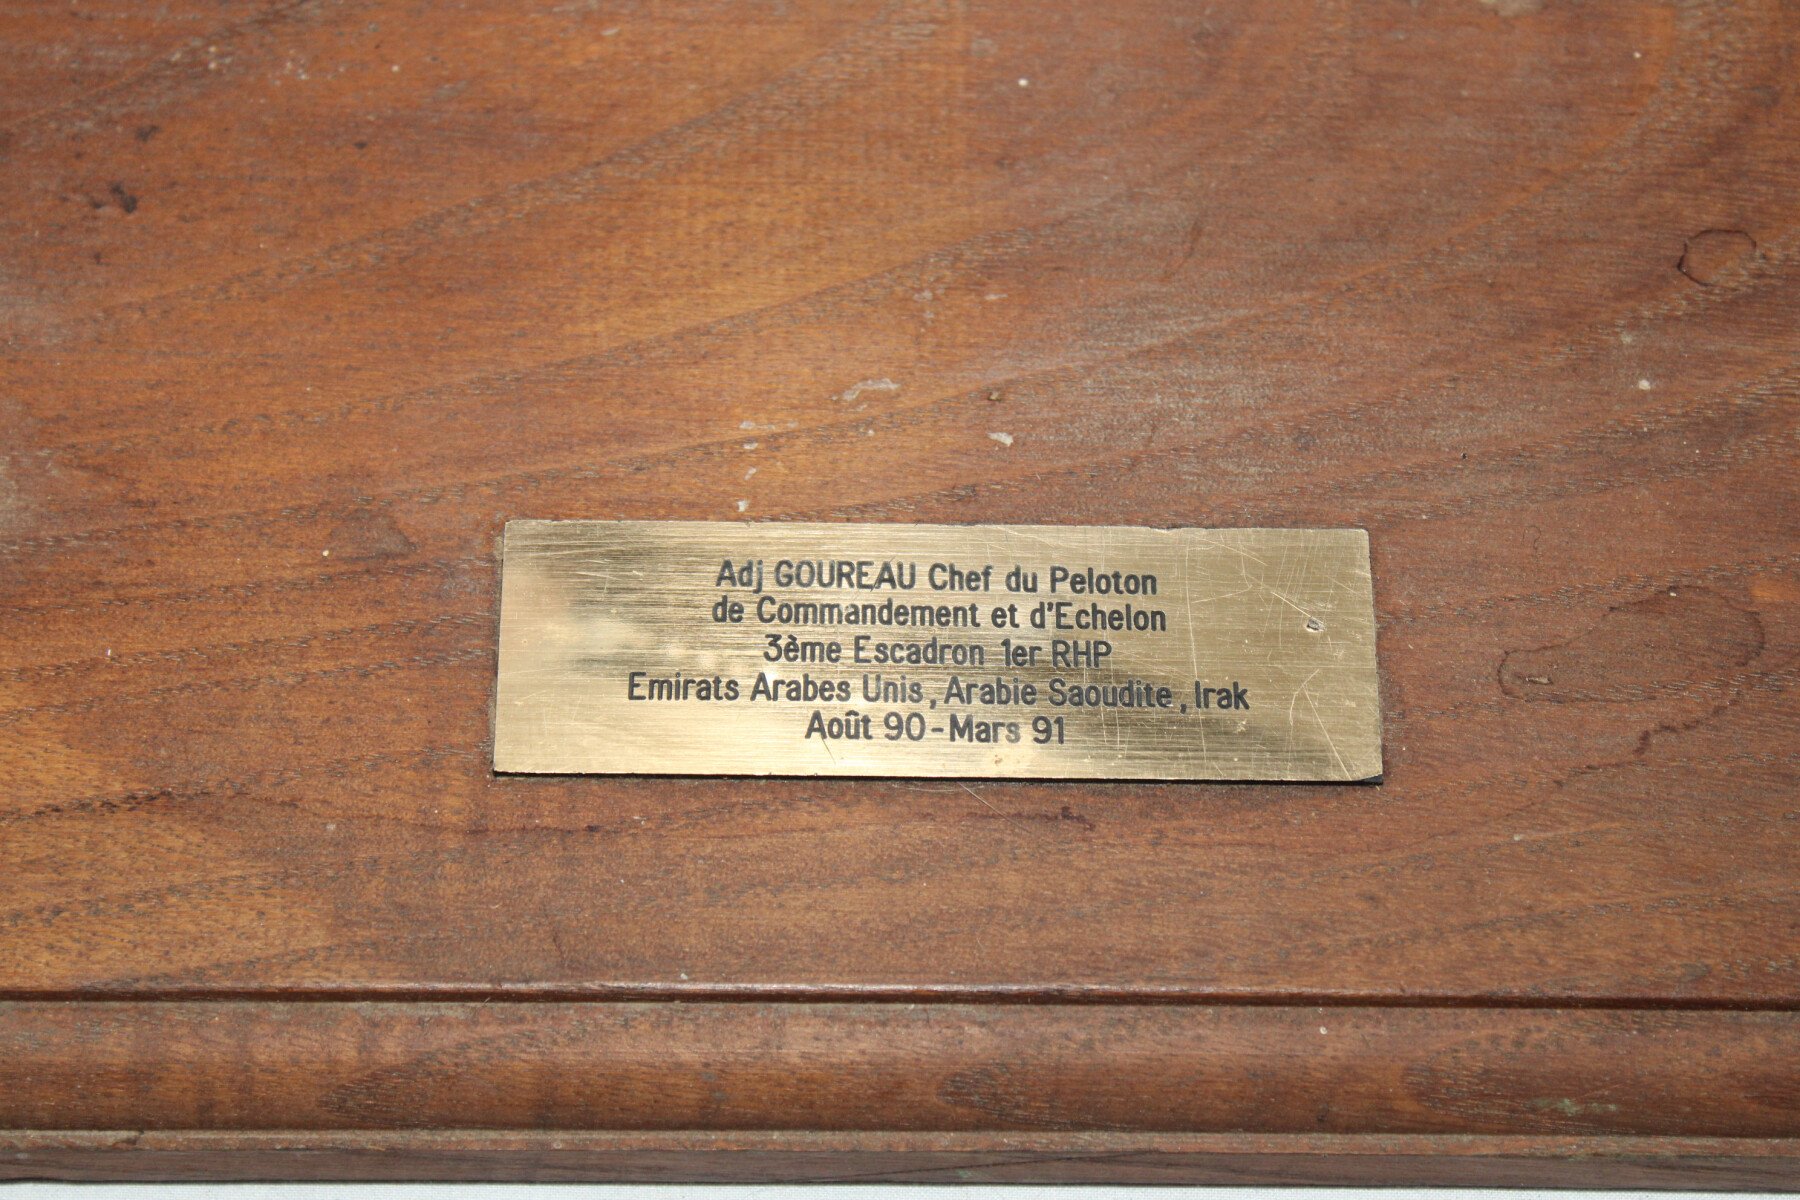 Adj GOUREAU Chef du Peloton
de Commandement et d'Echelon
3ème Escadron 1er RHP
Emirats Arabes Unis, Arabie Saoudite, Irak
Août 90-Mars 91